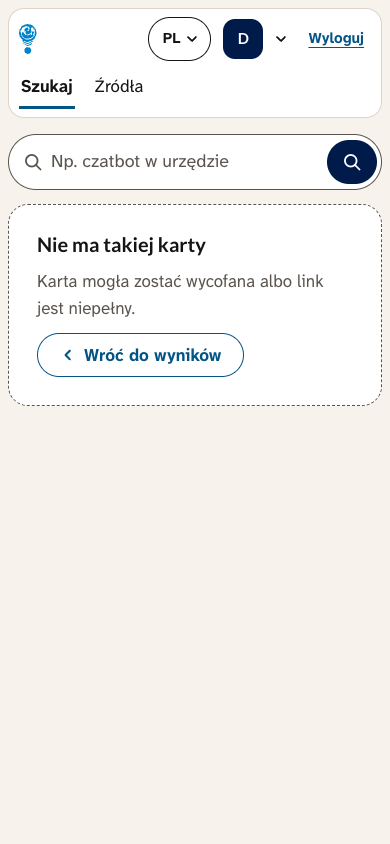 PL
D
Wyloguj
Szukaj
Źródła
Np. czatbot w urzędzie
Nie ma takiej karty
Karta mogła zostać wycofana albo link
jest niepełny.
Wróć do wyników